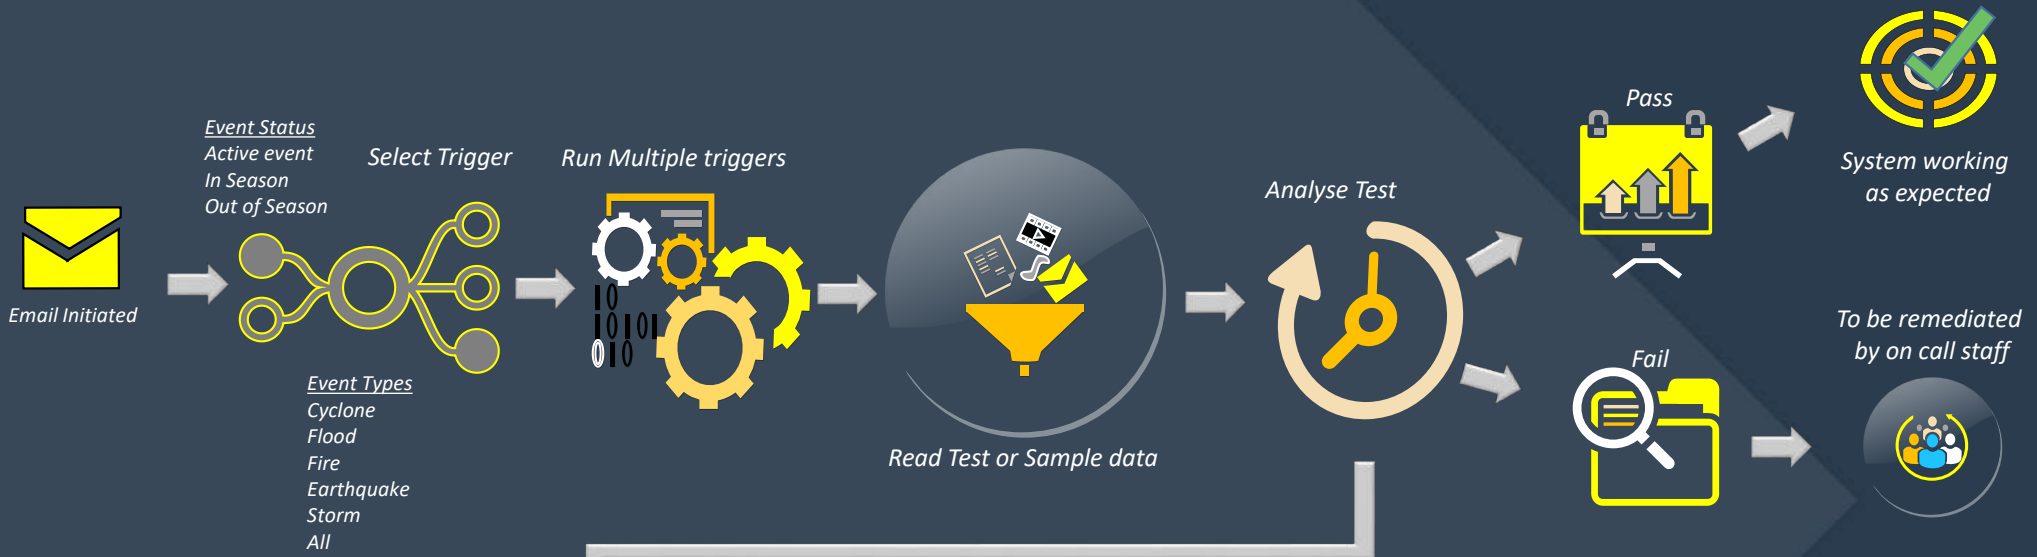 Email Initiated
Event Status
Active event
In Season
Out of Season
Select Trigger
Event Types
Cyclone
Flood
Fire
Earthquake
Storm
All
Run Multiple triggers
Read Test or Sample data
Analyse Test
Pass
System working
as expected
Fail
To be remediated
by on call staff